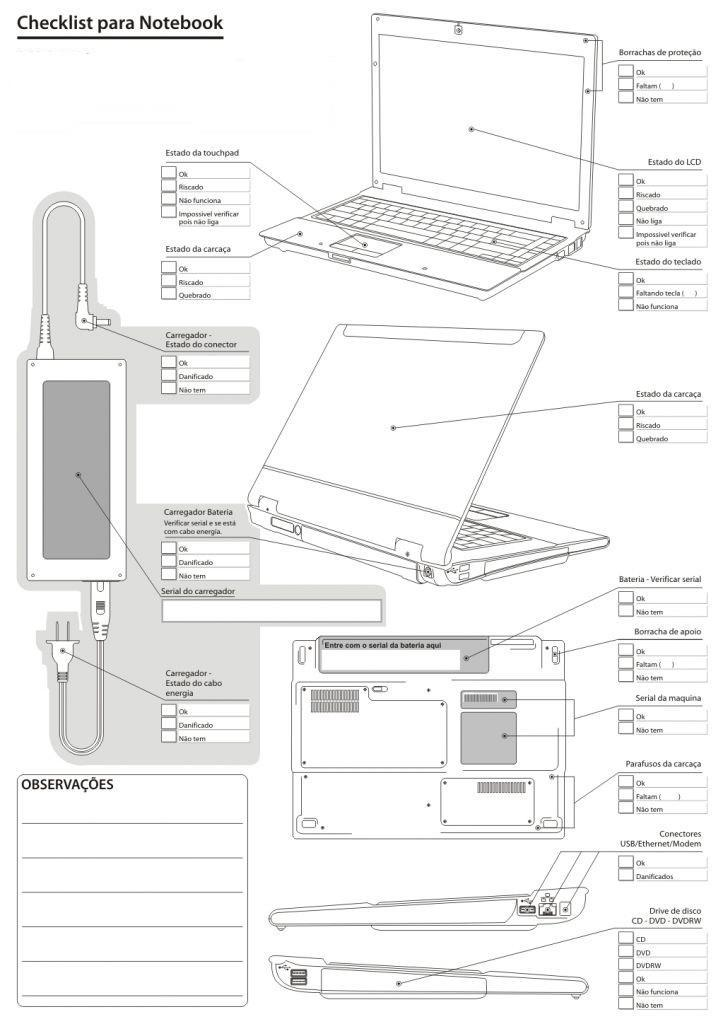 Checklist para Notebook
Borrachas de proteção
Ok
Faltam ( )
Não tem
Estado da touchpad
Ok
Riscado
Não funciona
Impossivel verificar
pois não liga
Estado do LCD
Ok
Riscado
Quebrado
Não liga
Impossivel verificar
pois não liga
Estado da carcaça
Ok
Riscado
Quebrado
Estado do teclado
Ok
Faltando tecla ( )
Não funciona
Carregador -
Estado do conector
Ok
Danificado
Não tem
Estado da carcaça
Ok
Riscado
Quebrado
Carregador Bateria
Verificar serial e se está
com cabo energía.
Ok
Danificado
Não tem
Serial do carregador
Bateria - Verificar serial
Ok
Não tem
Entre com o serial da bateria aqui
Borracha de apoio
Ok
Faltam ( )
Não tem
Carregador -
Estado do cabo
energia
Ok
Danificado
Não tem
Serial da maquina
Ok
Não tem
Parafusos da carcaça
Ok
Faltam ( )
Não tem
OBSERVAÇÕES
Conectores
USB/Ethernet/Modem
Ok
Danificados
Drive de disco
CD - DVD - DVDRW
CD
DVD
DVDRW
Ok
Não funciona
Não tem